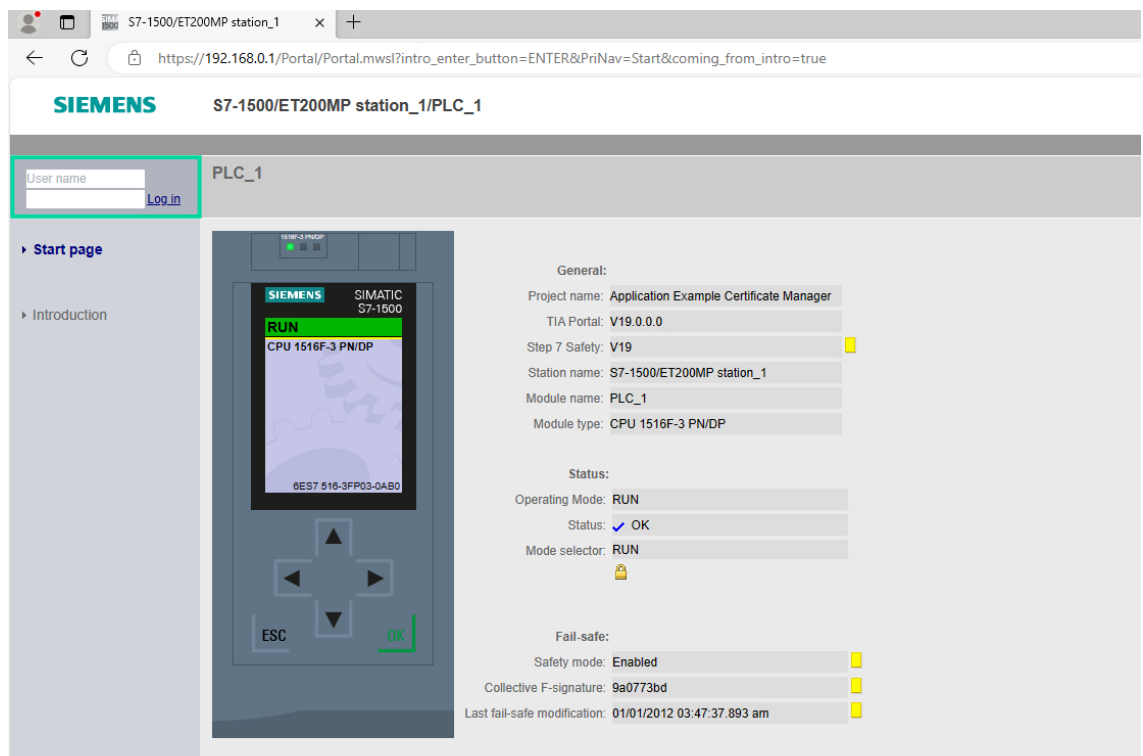 S7-1500/ET200MP station_1
https://192.168.0.1/Portal/Portal.mwsl?intro_enter_button=ENTER&PriNav=Start&coming_from_intro=true
SIEMENS
S7-1500/ET200MP station_1/PLC_1
User name
Log in
PLC_1
Start page
Introduction
1516F-3 PN/DP
SIEMENS
SIMATIC
S7-1500
RUN
CPU 1516F-3 PN/DP
6ES7 516-3FP03-0AB0
ESC
OK
General:
Project name: Application Example Certificate Manager
TIA Portal: V19.0.0.0
Step 7 Safety: V19
Station name: S7-1500/ET200MP station_1
Module name: PLC_1
Module type: CPU 1516F-3 PN/DP
Status:
Operating Mode: RUN
Status: OK
Mode selector: RUN
Fail-safe:
Safety mode: Enabled
Collective F-signature: 9a0773bd
Last fail-safe modification: 01/01/2012 03:47:37.893 am